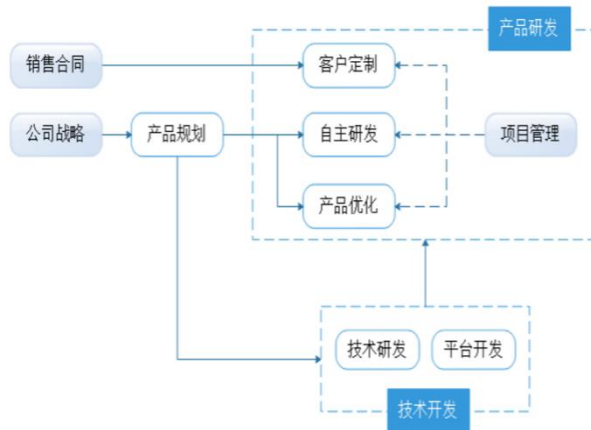 产品研发
销售合同
客户定制
公司战略
产品规划
自主研发
项目管理
产品优化
技术研发
平台开发
技术开发